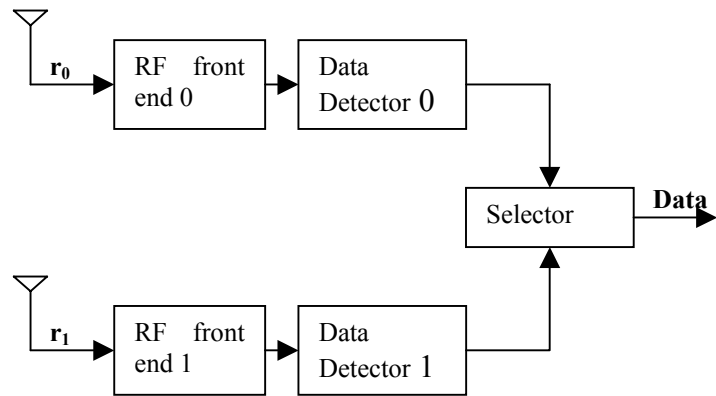 r0
RF front
end 0
Data
Detector 0
Selector
Data
r1
RF front
end 1
Data
Detector 1